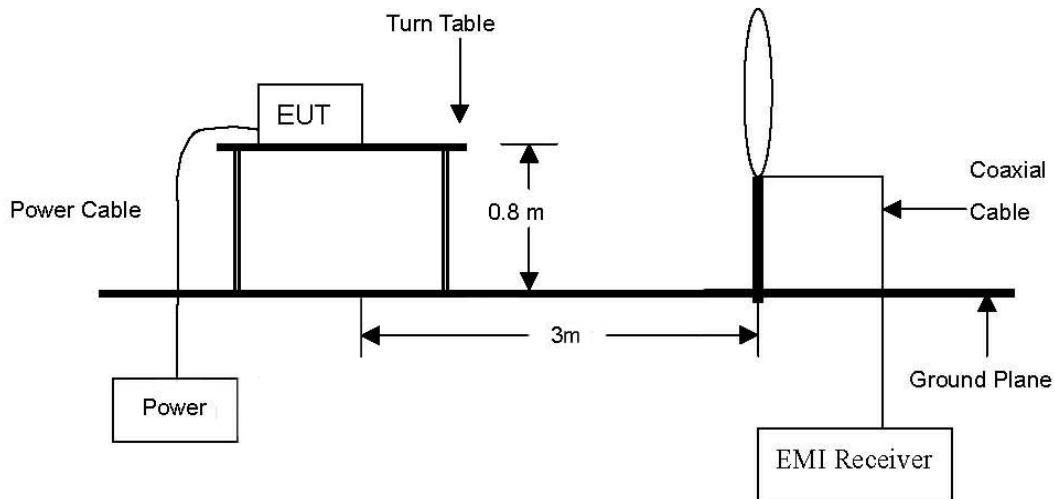 Turn Table
EUT
Coaxial
Cable
Power Cable
0.8 m
3m
Ground Plane
Power
EMI Receiver